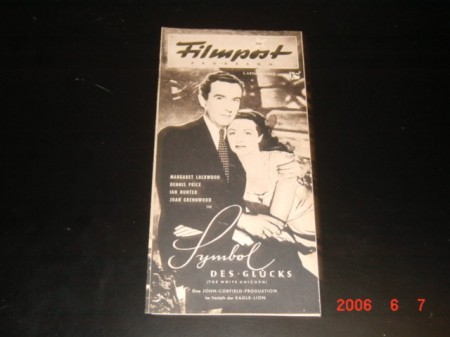 Filmpost
PROGRAMM
MARGARET LOCKWOOD
DENNIS PRICE
IAN HUNTER
JOAN GREENWOOD
Symbol
DES GLÜCKS
(THE WHITE UNICORN)
Eine JOHN-CORFIELD-PRODUKTION
Im Verleih der EAGLE-LION
2006 6 7